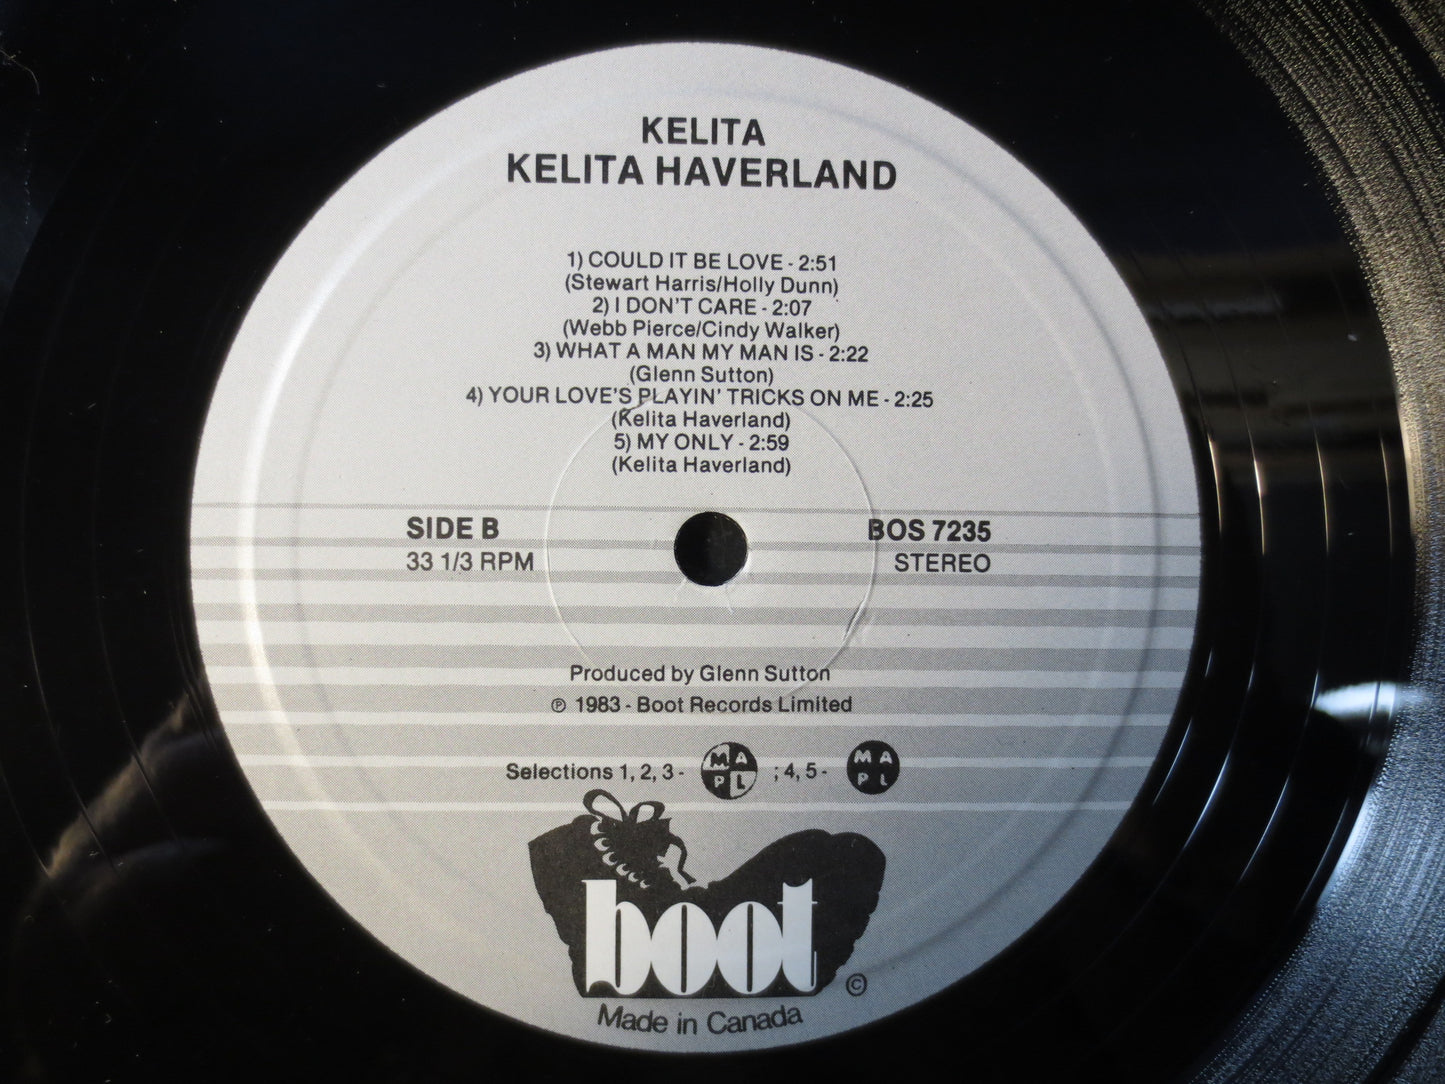 KELITA
KELITA HAVERLAND
1) COULD IT BE LOVE - 2:51
(Stewart Harris/Holly Dunn)
2) I DON'T CARE - 2:07
(Webb Pierce/Cindy Walker)
3) WHAT A MAN MY MAN IS - 2:22
(Glenn Sutton)
4) YOUR LOVE'S PLAYIN' TRICKS ON ME - 2:25
(Kelita Haverland)
5) MY ONLY - 2:59
(Kelita Haverland)
SIDE B BOS 7235
33 1/3 RPM STEREO
Produced by Glenn Sutton
℗ 1983 - Boot Records Limited
Selections 1, 2, 3 - MAPL ; 4, 5 - MAPL
boot ©
Made in Canada